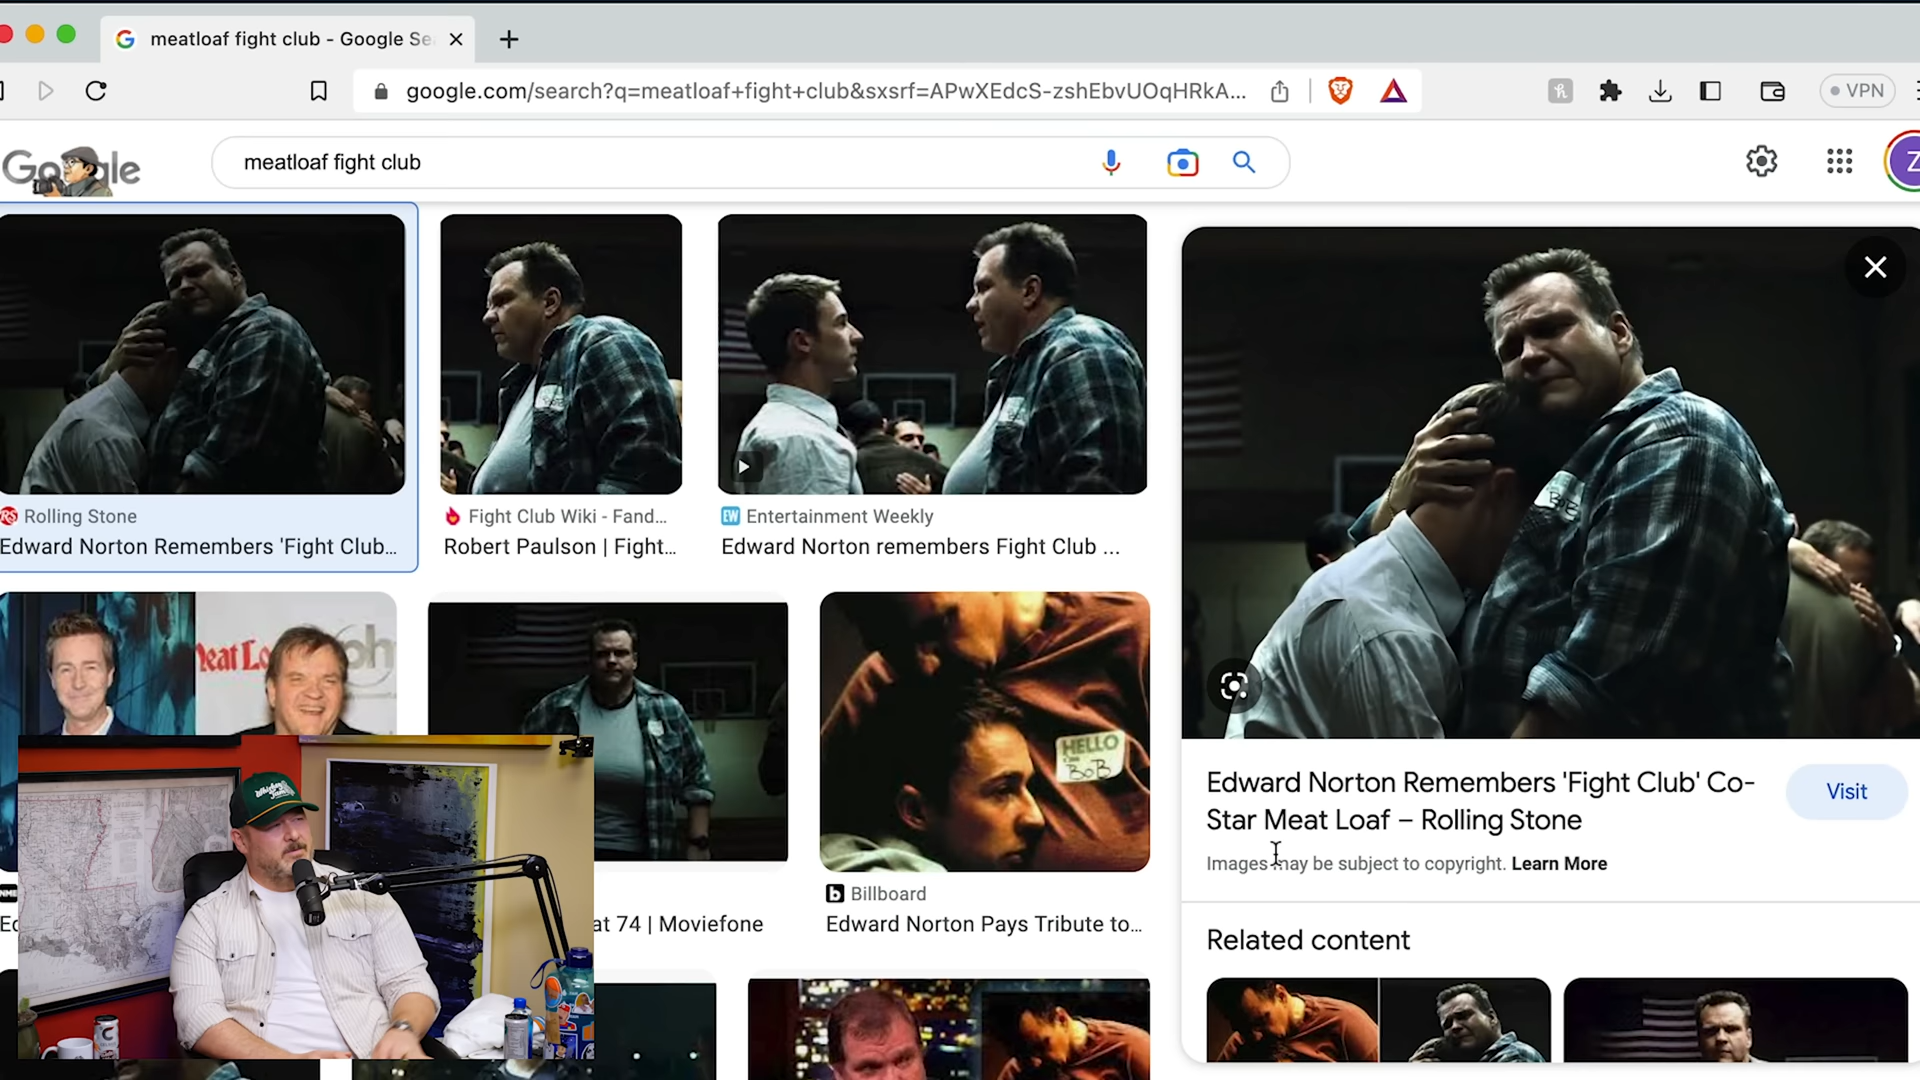 meatloaf fight club - Google Se
google.com/search?q=meatloaf+fight+club&sxsrf=APwXEdcS-zshEbvUOqHRkA...
VPN
Google
meatloaf fight club
Z
Rolling Stone
Edward Norton Remembers 'Fight Club...
Fight Club Wiki - Fand...
Robert Paulson | Fight...
EW Entertainment Weekly
Edward Norton remembers Fight Club ...
BOB
Edward Norton Remembers 'Fight Club' Co-
Star Meat Loaf – Rolling Stone
Visit
Images may be subject to copyright. Learn More
HELLO
BOB
Billboard
at 74 | Moviefone
Edward Norton Pays Tribute to...
Related content